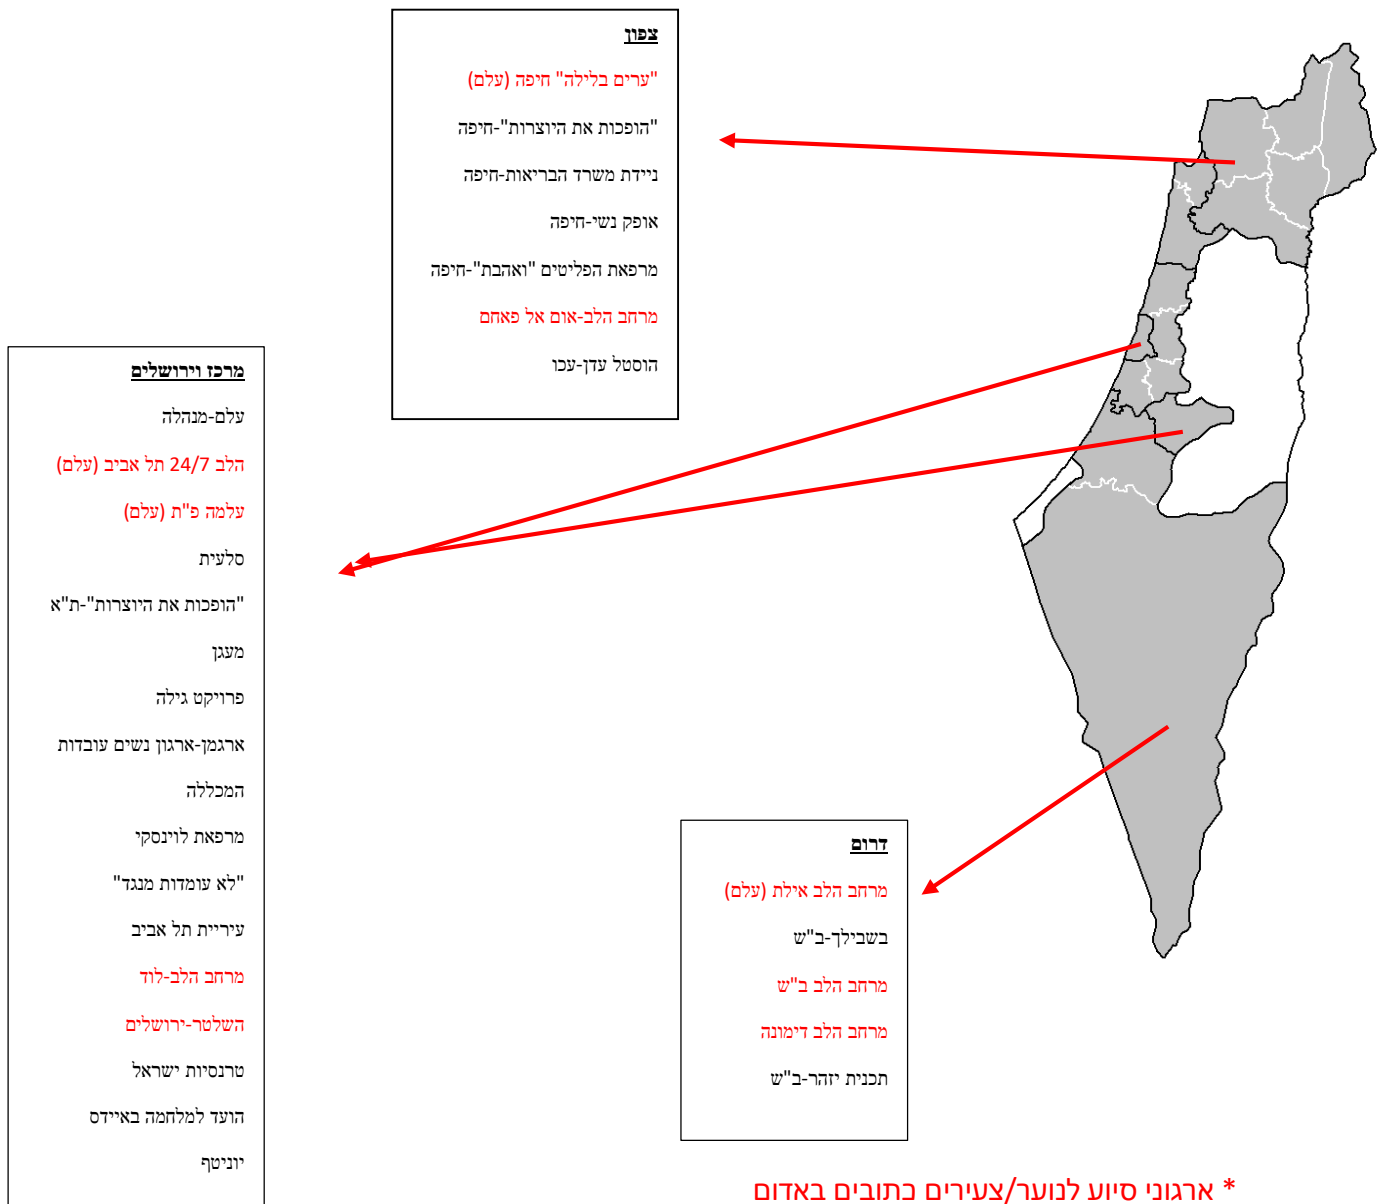 צפון
"ערים בלילה" חיפה (עלם)
"הופכות את היוצרות"-חיפה
ניידת משרד הבריאות-חיפה
אופק נשי-חיפה
מרפאת הפליטים "ואהבת"-חיפה
מרחב הלב-אום אל פאחם
הוסטל עדן-עכו
מרכז וירושלים
עלם-מנהלה
הלב 24/7 תל אביב (עלם)
עלמה פ"ת (עלם)
סלעית
"הופכות את היוצרות"-ת"א
מעגן
פרויקט גילה
ארגמן-ארגון נשים עובדות
המכללה
מרפאת לוינסקי
"לא עומדות מנגד"
עיריית תל אביב
מרחב הלב-לוד
השלטר-ירושלים
טרנסיות ישראל
הועד למלחמה באיידס
יוניטף
דרום
מרחב הלב אילת (עלם)
בשבילך-ב"ש
מרחב הלב ב"ש
מרחב הלב דימונה
תכנית יזהר-ב"ש
* ארגוני סיוע לנוער/צעירים כתובים באדום